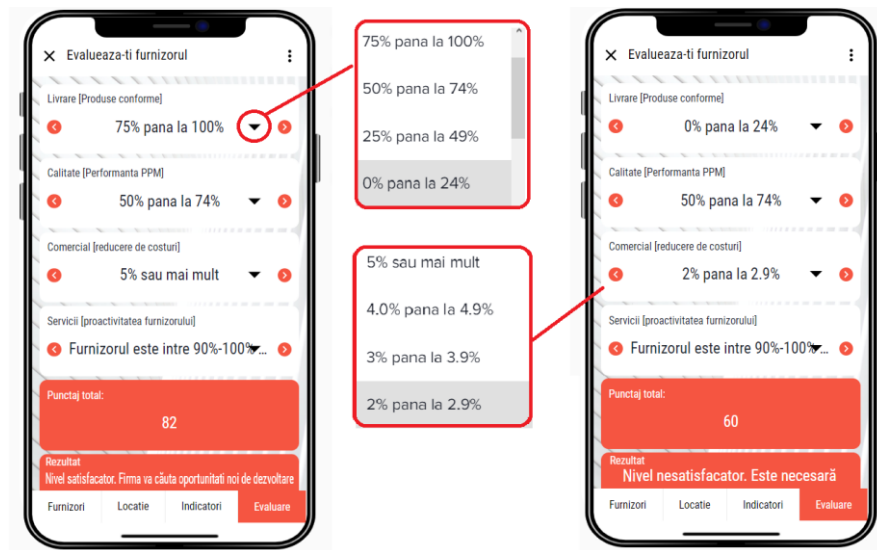 Evalueaza-ti furnizorul
Livrare [Produse conforme]
75% pana la 100%
Calitate [Performanta PPM]
50% pana la 74%
Comercial [reducere de costuri]
5% sau mai mult
Servicii [proactivitatea furnizorului]
Furnizorul este intre 90%-100%...
Punctaj total:
82
Rezultat
Nivel satisfacator. Firma va căuta oportunitati noi de dezvoltare
Furnizori Locatie Indicatori Evaluare
75% pana la 100%
50% pana la 74%
25% pana la 49%
0% pana la 24%
5% sau mai mult
4.0% pana la 4.9%
3% pana la 3.9%
2% pana la 2.9%
Evalueaza-ti furnizorul
Livrare [Produse conforme]
0% pana la 24%
Calitate [Performanta PPM]
50% pana la 74%
Comercial [reducere de costuri]
2% pana la 2.9%
Servicii [proactivitatea furnizorului]
Furnizorul este intre 90%-100%...
Punctaj total:
60
Rezultat
Nivel nesatisfacator. Este necesară
Furnizori Locatie Indicatori Evaluare